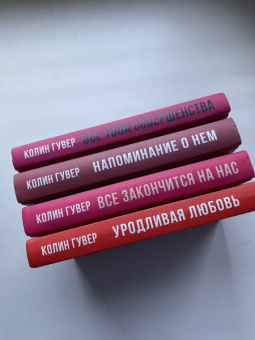 КОЛИН ГУВЕР ВСЕ ТВОИ СОВЕРШЕНСТВА
КОЛИН ГУВЕР НАПОМИНАНИЕ О НЕМ
КОЛИН ГУВЕР ВСЕ ЗАКОНЧИТСЯ НА НАС
КОЛИН ГУВЕР УРОДЛИВАЯ ЛЮБОВЬ